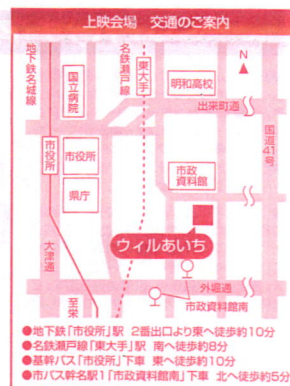 上映会場 交通のご案内
地下鉄名城線
国立病院
名鉄瀬戸線
東大手
明和高校
N
出来町通
国道41号
市役所
市役所
県庁
市政
資料館
ウィルあいち
大津通
至栄
外堀通
市政資料館南
●地下鉄「市役所」駅 2番出口より東へ徒歩約10分
●名鉄瀬戸線「東大手」駅 南へ徒歩約8分
●基幹バス「市役所」下車 東へ徒歩約10分
●市バス幹名駅1「市政資料館南」下車 北へ徒歩約5分